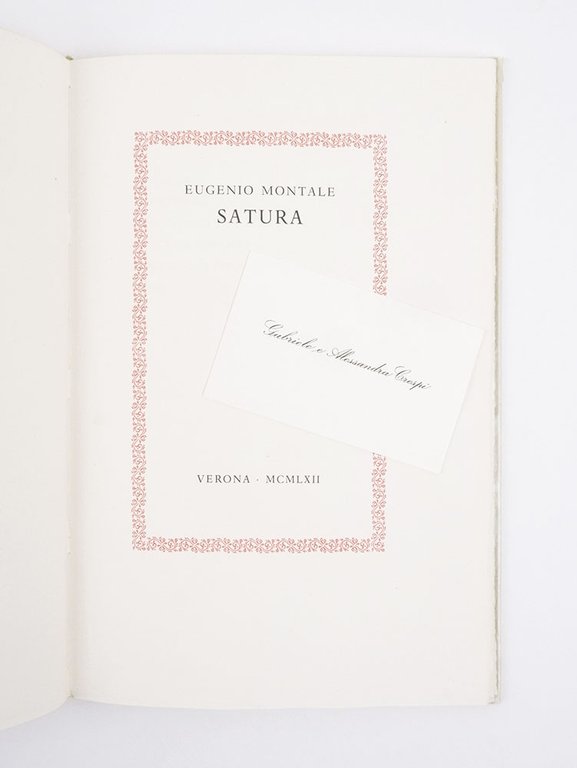 EUGENIO MONTALE
SATURA
Gabriele e Alessandra Crespi
VERONA · MCMLXII